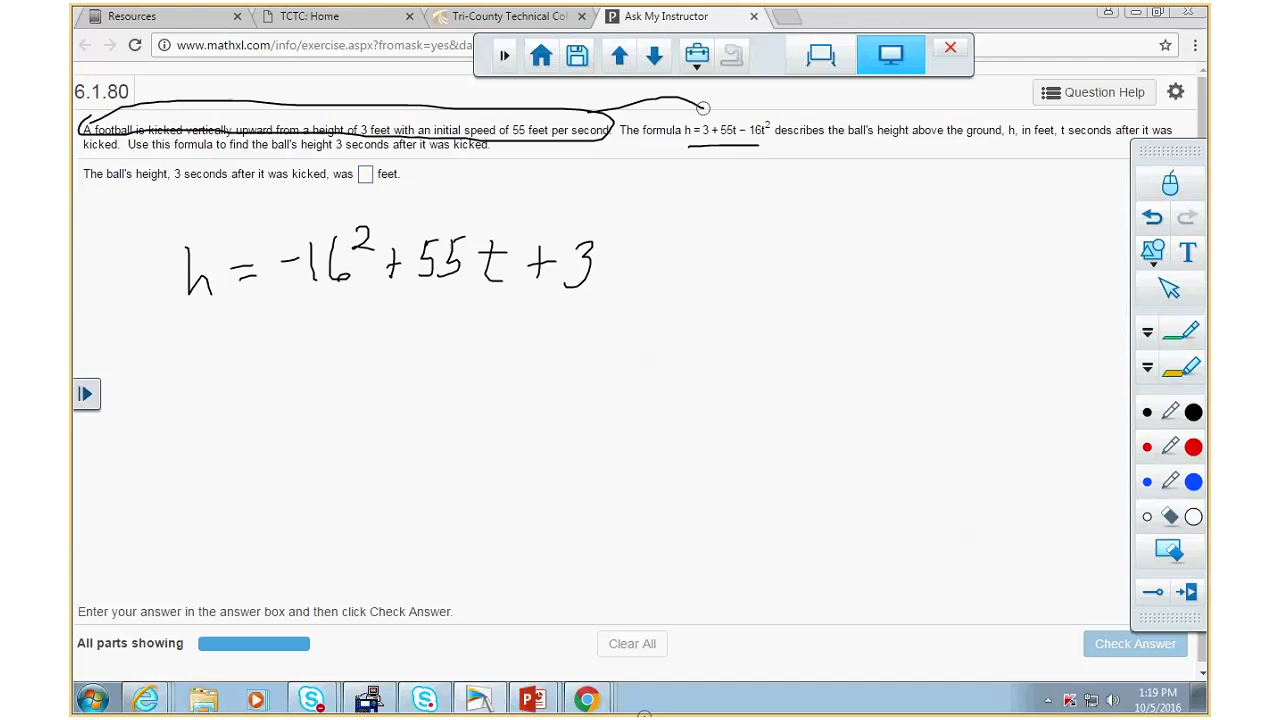 Resources TCTC: Home Tri-County Technical Col Ask My Instructor
www.mathxl.com/info/exercise.aspx?fromask=yes&da
6.1.80 Question Help
A football is kicked vertically upward from a height of 3 feet with an initial speed of 55 feet per second. The formula h = 3 + 55t − 16t² describes the ball's height above the ground, h, in feet, t seconds after it was
kicked. Use this formula to find the ball's height 3 seconds after it was kicked.
The ball's height, 3 seconds after it was kicked, was feet.
h = -16² + 55t + 3
T
Enter your answer in the answer box and then click Check Answer.
All parts showing Clear All Check Answer
1:19 PM
10/5/2016